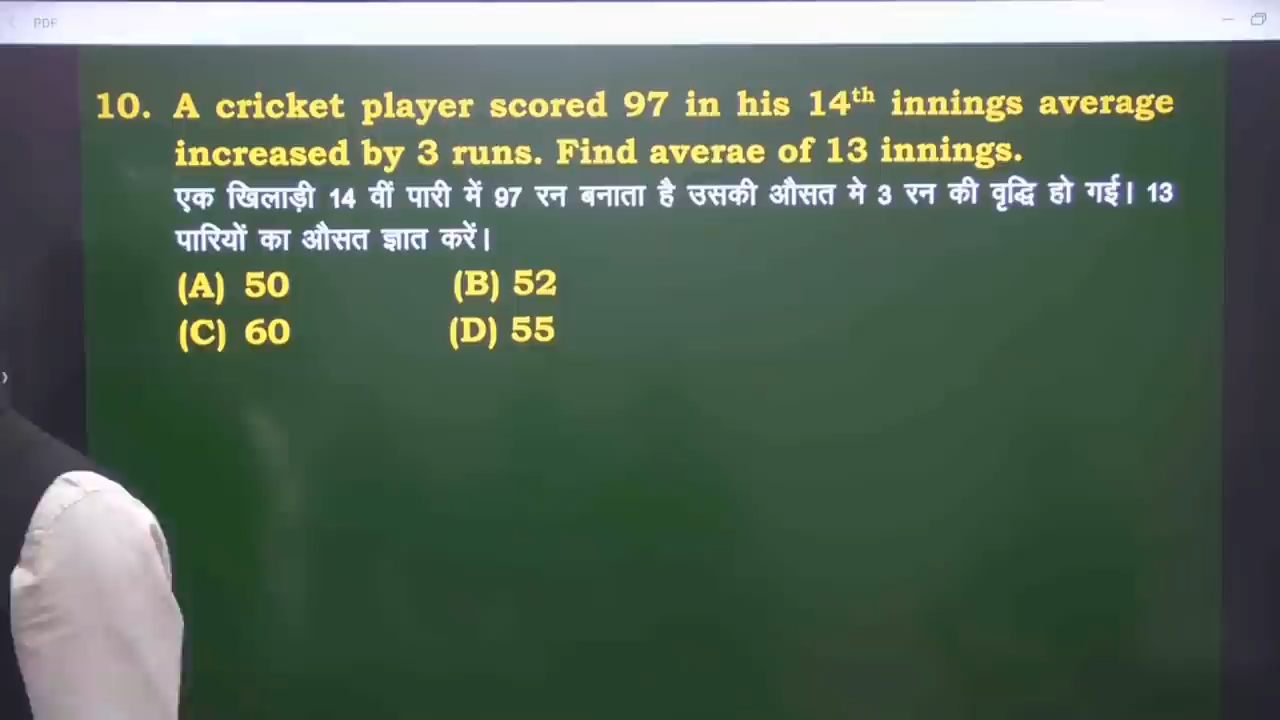 PDF
10. A cricket player scored 97 in his 14th innings average
increased by 3 runs. Find averae of 13 innings.
एक खिलाड़ी 14 वीं पारी में 97 रन बनाता है उसकी औसत मे 3 रन की वृद्धि हो गई। 13
पारियों का औसत ज्ञात करें।
(A) 50 (B) 52
(C) 60 (D) 55